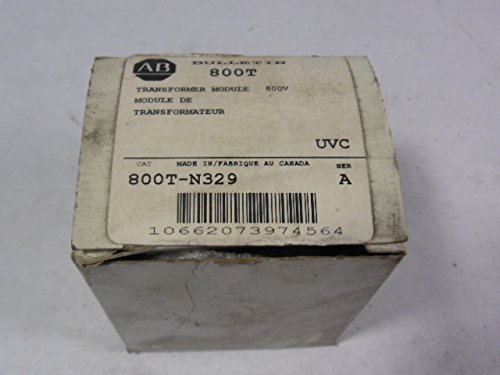 AB
BULLETIN
800T
TRANSFORMER MODULE 600V
MODULE DE
TRANSFORMATEUR
UVC
CAT MADE IN/FABRIQUE AU CANADA SER
800T-N329 A
10662073974564